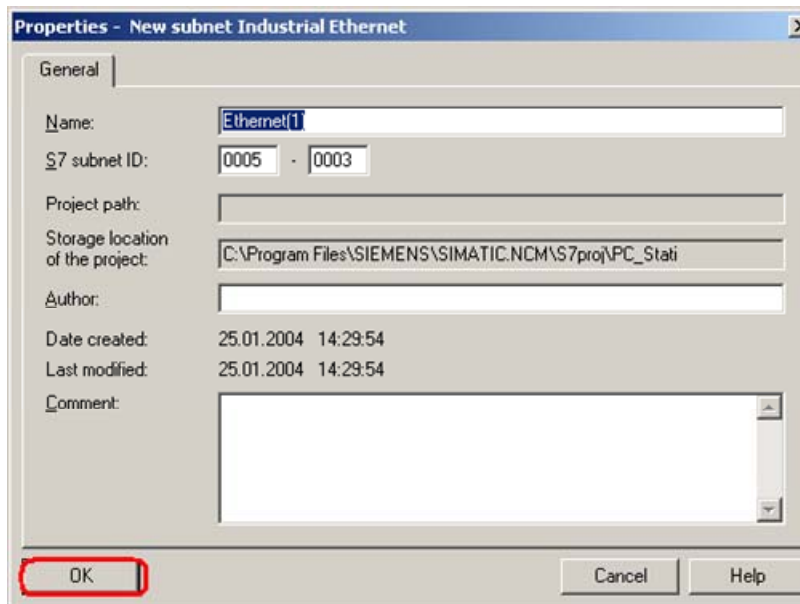 Properties - New subnet Industrial Ethernet
General
Name: Ethernet(1)
S7 subnet ID: 0005 - 0003
Project path:
Storage location
of the project: C:\Program Files\SIEMENS\SIMATIC.NCM\S7proj\PC_Stati
Author:
Date created: 25.01.2004 14:29:54
Last modified: 25.01.2004 14:29:54
Comment:
OK Cancel Help